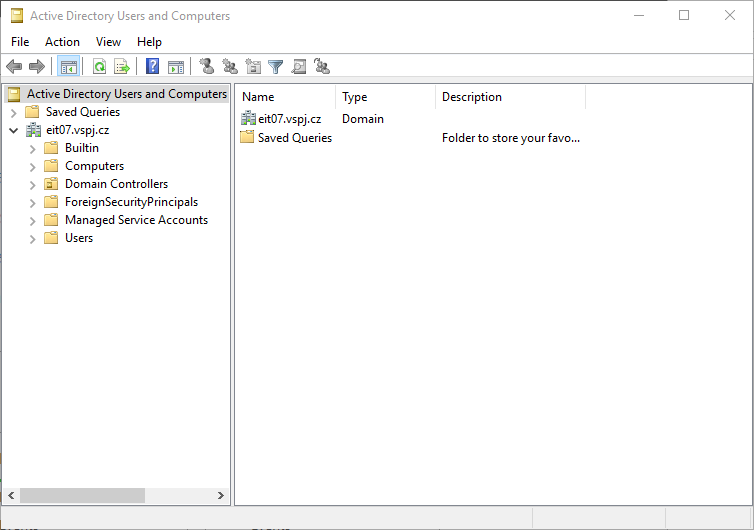 Active Directory Users and Computers
File Action View Help
Active Directory Users and Computers
Saved Queries
eit07.vspj.cz
Builtin
Computers
Domain Controllers
ForeignSecurityPrincipals
Managed Service Accounts
Users
Name Type Description
eit07.vspj.cz Domain
Saved Queries Folder to store your favo...